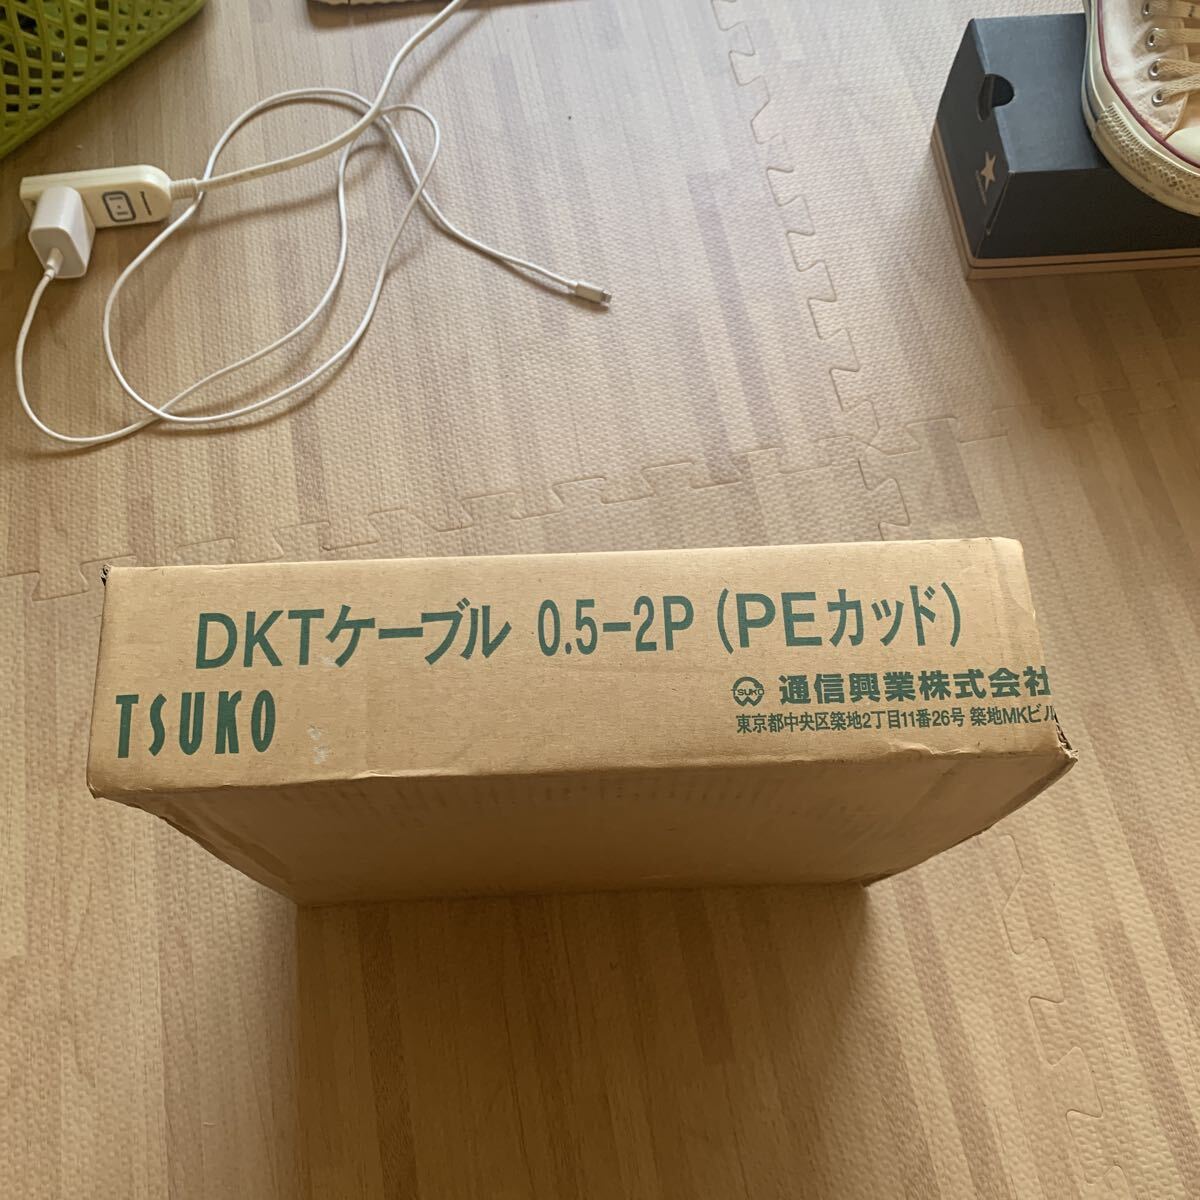 DKTケーブル 0.5-2P (PEカッド)
TSUKO
TSUKO 通信興業株式会社
東京都中央区築地2丁目11番26号 築地MKビル